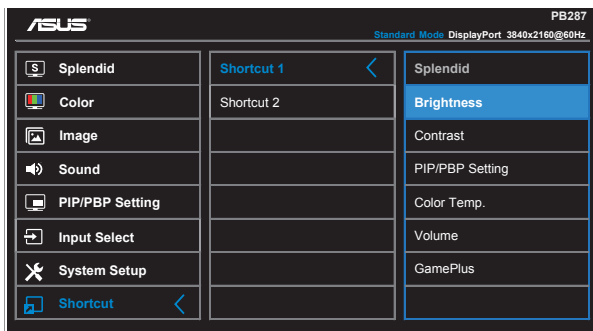 ASUS
PB287
Standard Mode DisplayPort 3840x2160@60Hz
S Splendid
Color
Image
Sound
PIP/PBP Setting
Input Select
System Setup
Shortcut
Shortcut 1
Shortcut 2
Splendid
Brightness
Contrast
PIP/PBP Setting
Color Temp.
Volume
GamePlus